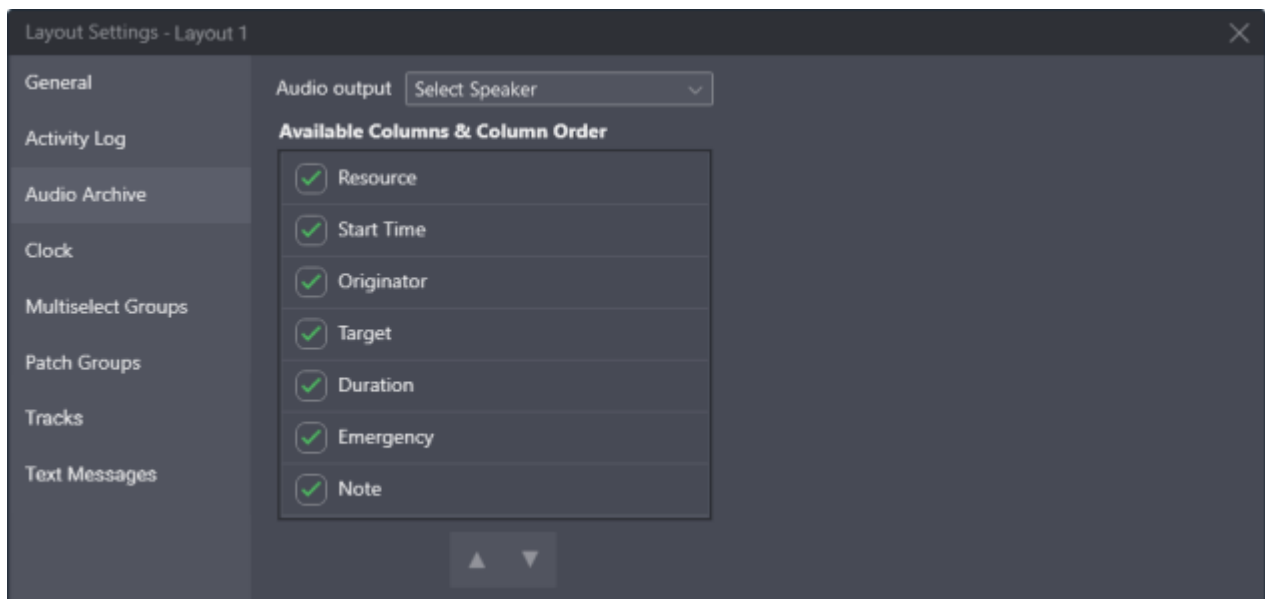 Layout Settings - Layout 1
General
Activity Log
Audio Archive
Clock
Multiselect Groups
Patch Groups
Tracks
Text Messages
Audio output Select Speaker
Available Columns & Column Order
Resource
Start Time
Originator
Target
Duration
Emergency
Note